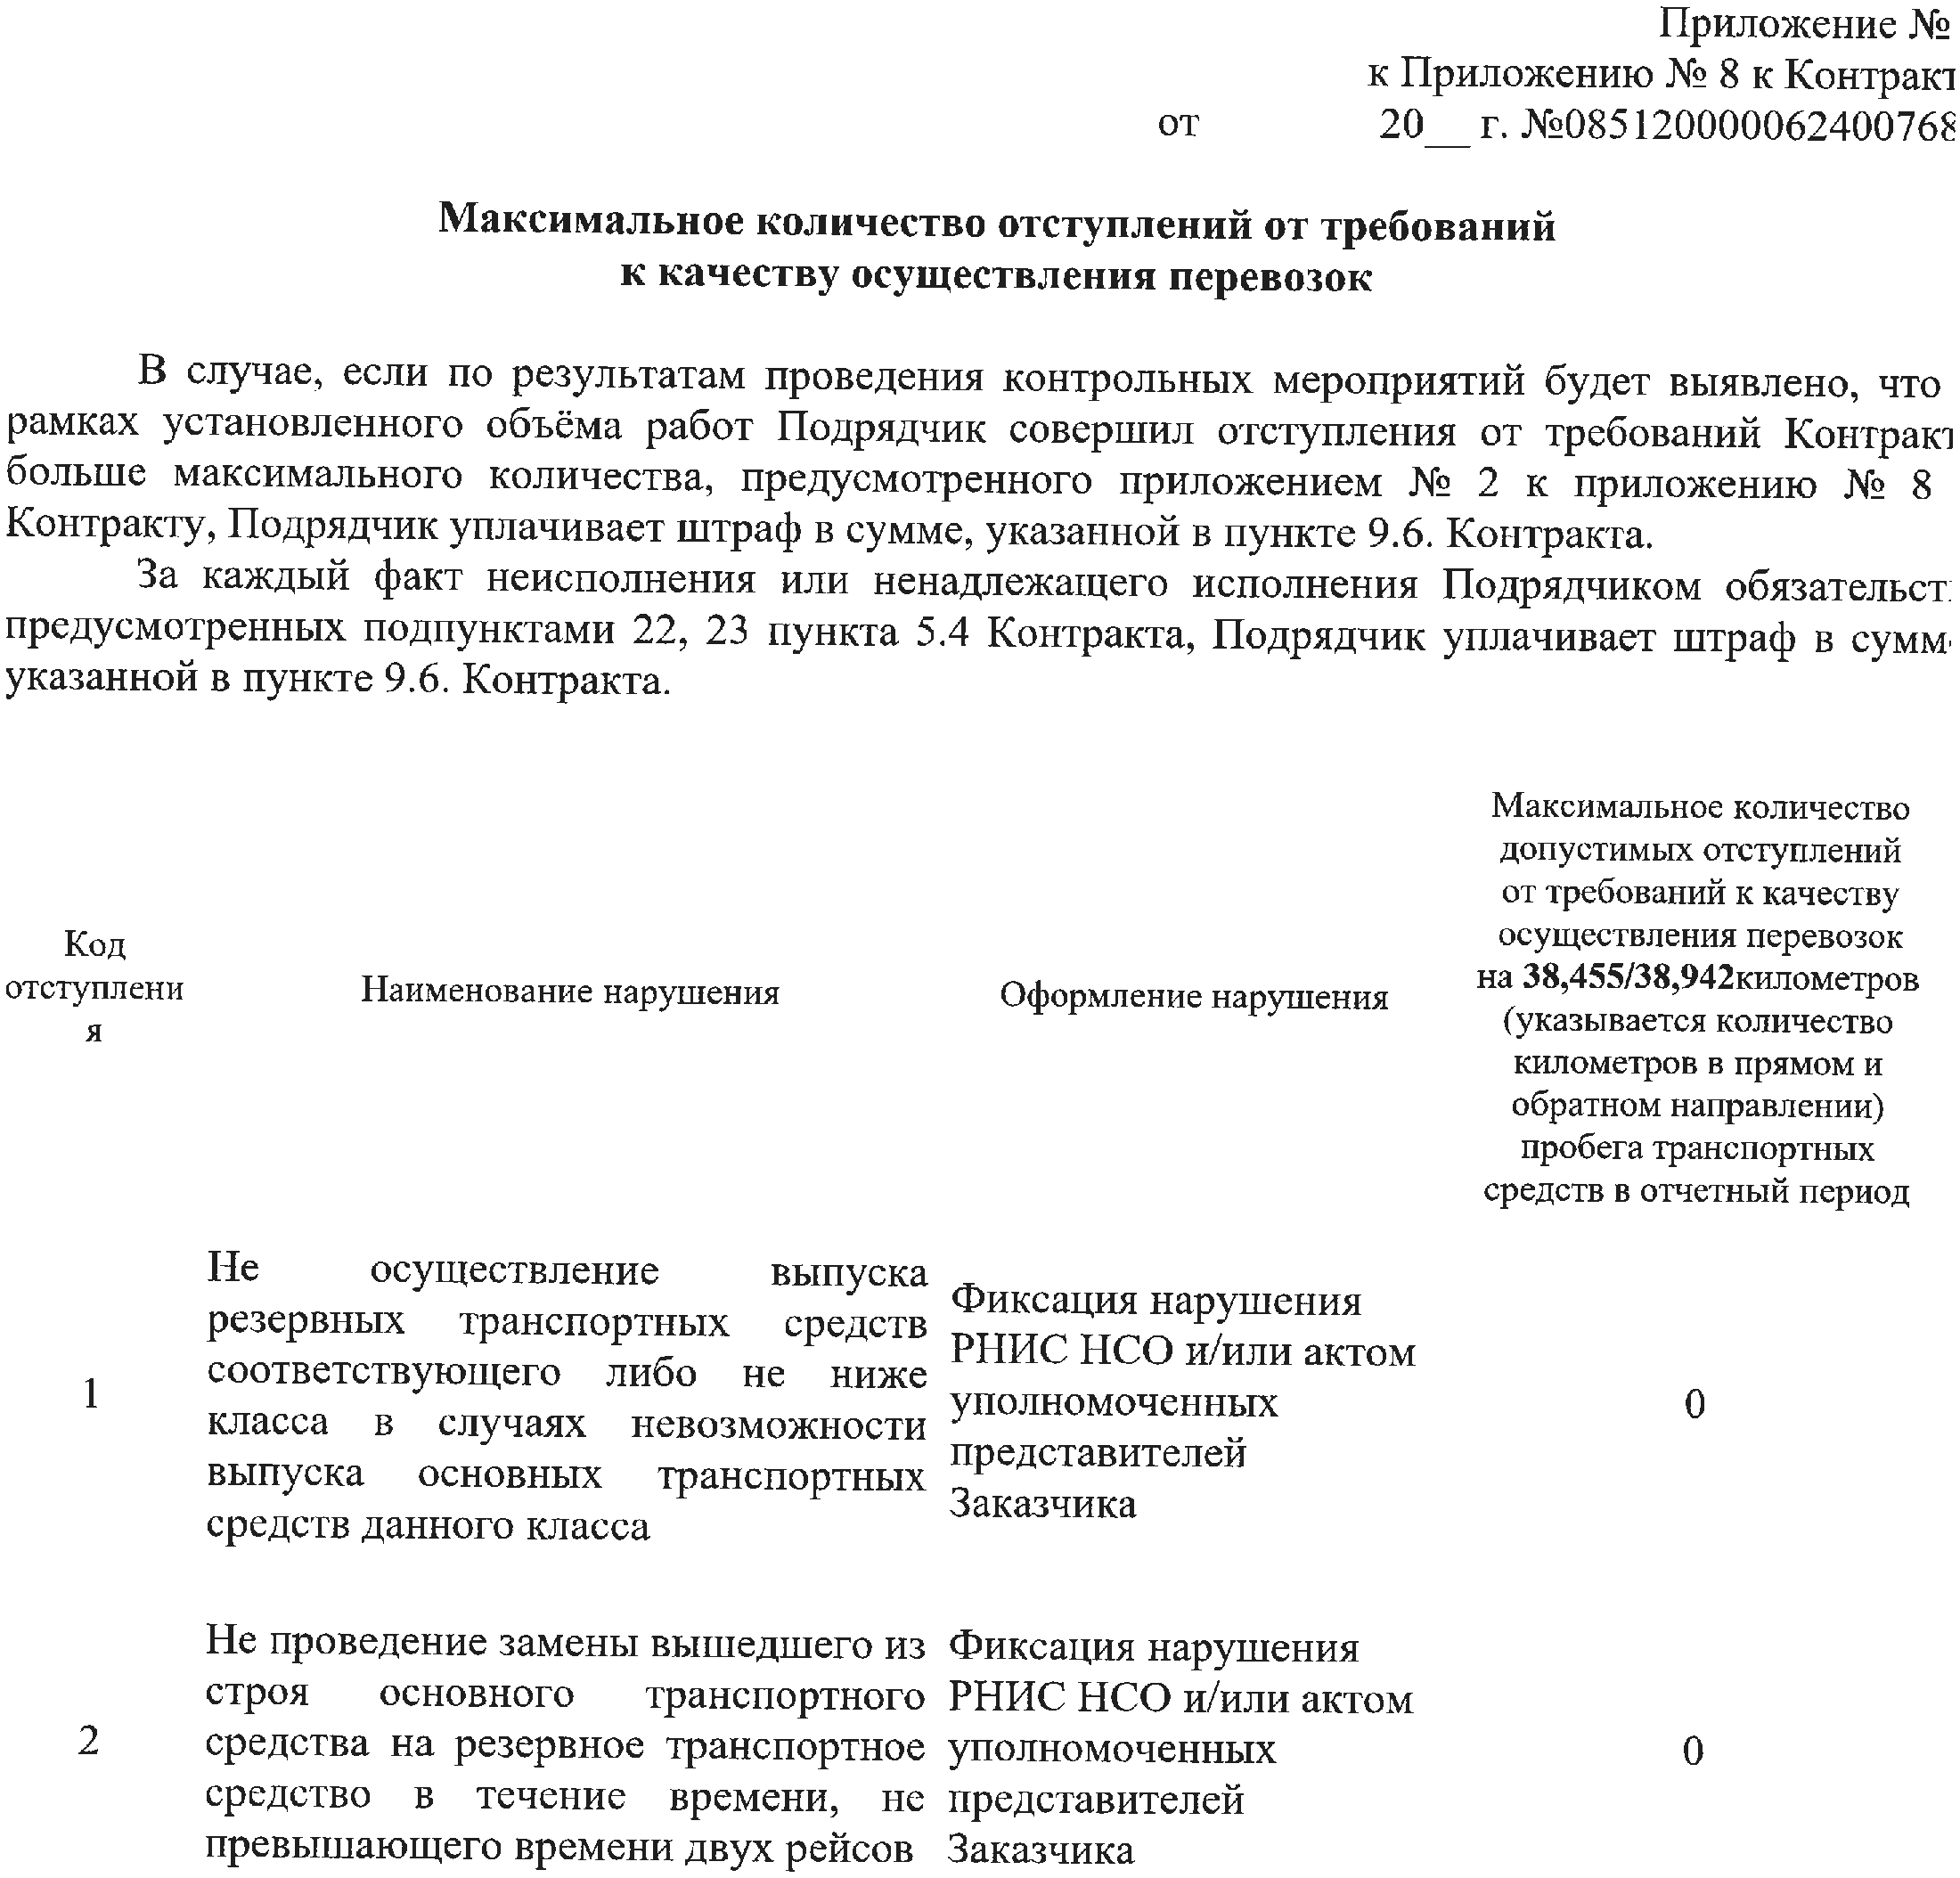 Приложение №
к Приложению № 8 к Контракт
от 20__ г. №085120000062400768
Максимальное количество отступлений от требований
к качеству осуществления перевозок
В случае, если по результатам проведения контрольных мероприятий будет выявлено, что
рамках установленного объёма работ Подрядчик совершил отступления от требований Контракт
больше максимального количества, предусмотренного приложением № 2 к приложению № 8
Контракту, Подрядчик уплачивает штраф в сумме, указанной в пункте 9.6. Контракта.
За каждый факт неисполнения или ненадлежащего исполнения Подрядчиком обязательст
предусмотренных подпунктами 22, 23 пункта 5.4 Контракта, Подрядчик уплачивает штраф в сумм
указанной в пункте 9.6. Контракта.
Код
отступлени
я
Наименование нарушения
Оформление нарушения
Максимальное количество
допустимых отступлений
от требований к качеству
осуществления перевозок
на 38,455/38,942километров
(указывается количество
километров в прямом и
обратном направлении)
пробега транспортных
средств в отчетный период
1
Не осуществление выпуска
резервных транспортных средств
соответствующего либо не ниже
класса в случаях невозможности
выпуска основных транспортных
средств данного класса
Фиксация нарушения
РНИС НСО и/или актом
уполномоченных
представителей
Заказчика
0
2
Не проведение замены вышедшего из
строя основного транспортного
средства на резервное транспортное
средство в течение времени, не
превышающего времени двух рейсов
Фиксация нарушения
РНИС НСО и/или актом
уполномоченных
представителей
Заказчика
0